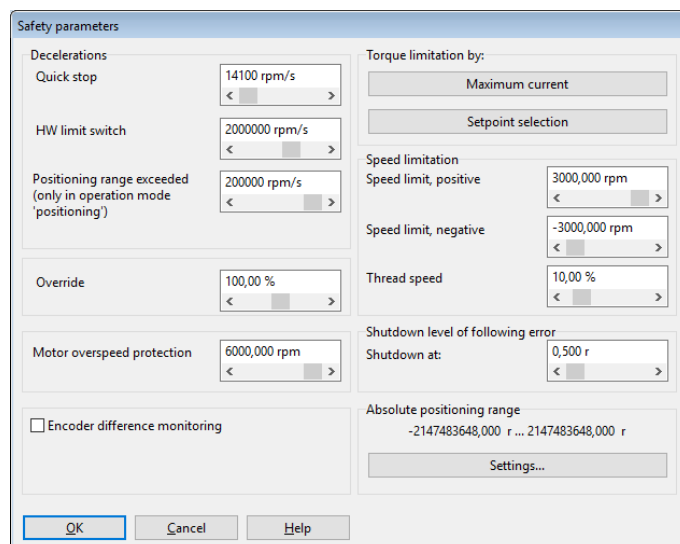 Safety parameters
Decelerations
Quick stop
14100 rpm/s
HW limit switch
2000000 rpm/s
Positioning range exceeded
(only in operation mode
'positioning')
200000 rpm/s
Override
100,00 %
Motor overspeed protection
6000,000 rpm
Encoder difference monitoring
Torque limitation by:
Maximum current
Setpoint selection
Speed limitation
Speed limit, positive
3000,000 rpm
Speed limit, negative
-3000,000 rpm
Thread speed
10,00 %
Shutdown level of following error
Shutdown at:
0,500 r
Absolute positioning range
-2147483648,000 r ... 2147483648,000 r
Settings...
OK
Cancel
Help